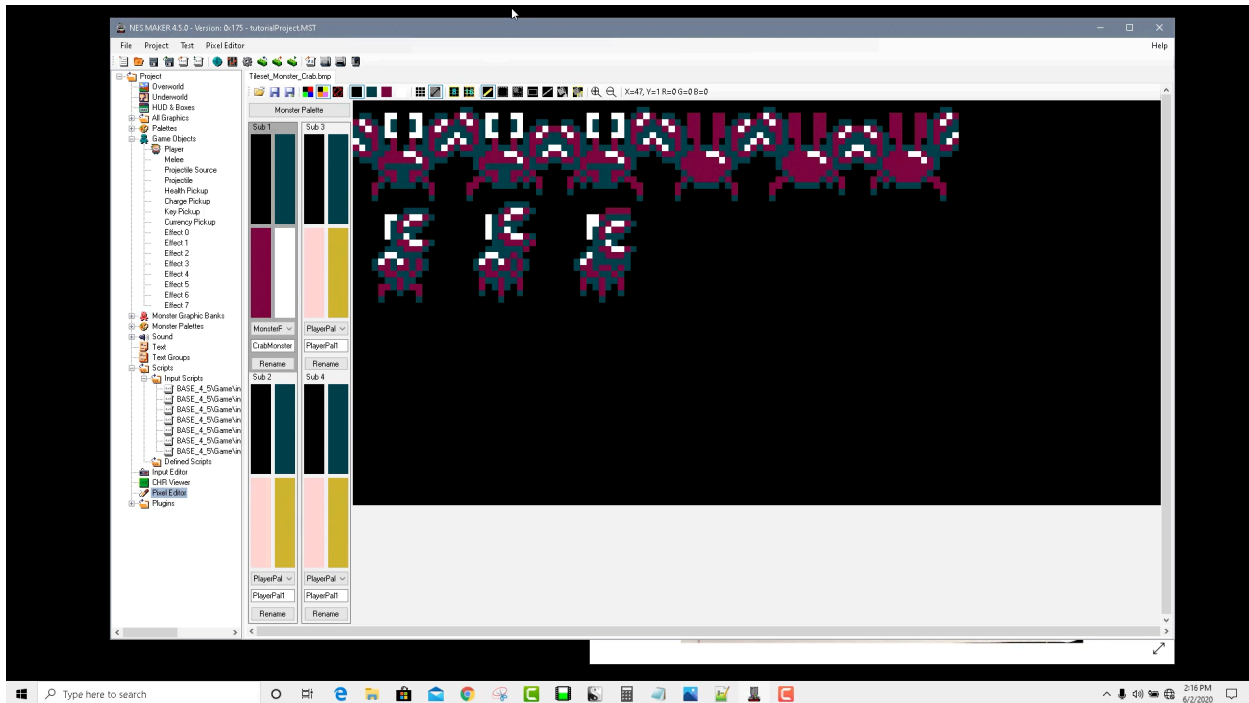 NES MAKER 4.5.0 - Version: 0x175 - tutorialProject.MST
File Project Test Pixel Editor Help
Project
Overworld
Underworld
HUD & Boxes
All Graphics
Palettes
Game Objects
Player
Melee
Projectile Source
Projectile
Health Pickup
Charge Pickup
Key Pickup
Currency Pickup
Effect 0
Effect 1
Effect 2
Effect 3
Effect 4
Effect 5
Effect 6
Effect 7
Monster Graphic Banks
Monster Palettes
Sound
Text
Text Groups
Scripts
Input Scripts
BASE_4_5\Game\in
BASE_4_5\Game\in
BASE_4_5\Game\in
BASE_4_5\Game\in
BASE_4_5\Game\in
BASE_4_5\Game\in
BASE_4_5\Game\in
Defined Scripts
Input Editor
CHR Viewer
Pixel Editor
Plugins
Tileset_Monster_Crab.bmp
X=47, Y=1 R=0 G=0 B=0
Monster Palette
Sub 1 Sub 3
MonsterF PlayerPal
CrabMonster PlayerPal1
Rename Rename
Sub 2 Sub 4
PlayerPal PlayerPal
PlayerPal1 PlayerPal1
Rename Rename
Type here to search
2:16 PM
6/2/2020